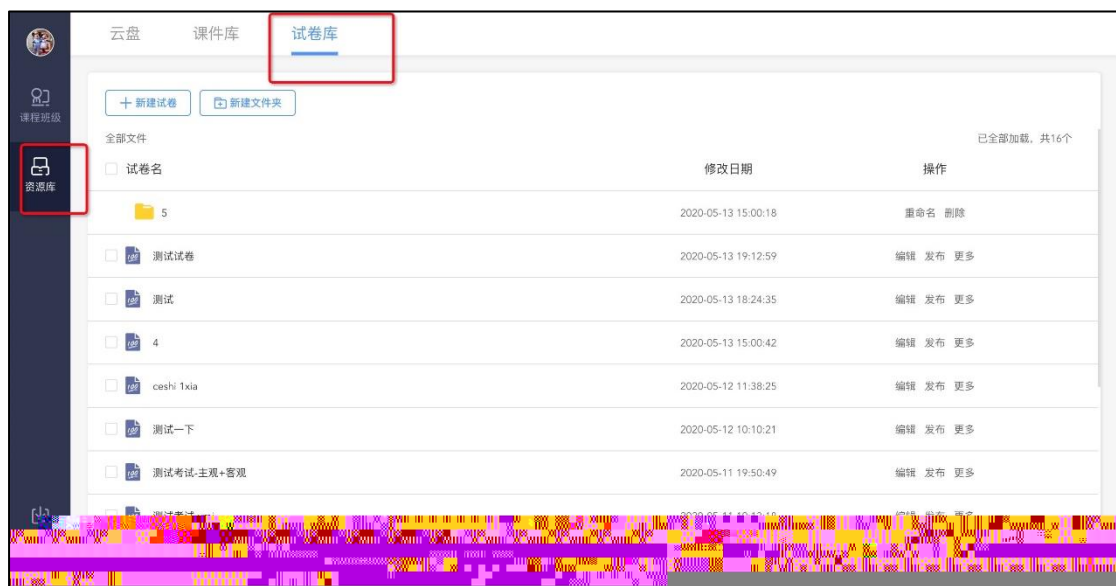 云盘 课件库 试卷库
课程班级
资源库
新建试卷 新建文件夹
全部文件 已全部加载，共16个
试卷名 修改日期 操作
5 2020-05-13 15:00:18 重命名 删除
测试试卷 2020-05-13 19:12:59 编辑 发布 更多
测试 2020-05-13 18:24:35 编辑 发布 更多
4 2020-05-13 15:00:42 编辑 发布 更多
ceshi 1xia 2020-05-12 11:38:25 编辑 发布 更多
测试一下 2020-05-12 10:10:21 编辑 发布 更多
测试考试-主观+客观 2020-05-11 19:50:49 编辑 发布 更多